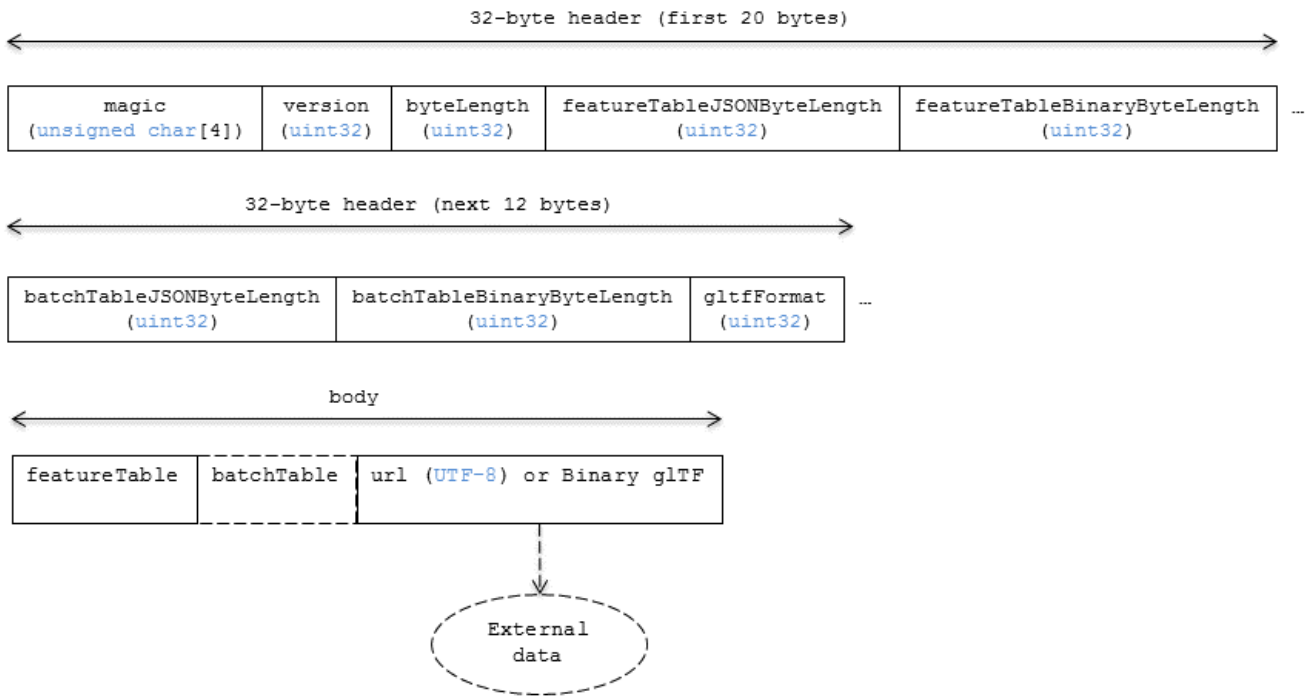 32-byte header (first 20 bytes)
magic version byteLength featureTableJSONByteLength featureTableBinaryByteLength …
(unsigned char[4]) (uint32) (uint32) (uint32) (uint32)
32-byte header (next 12 bytes)
batchTableJSONByteLength batchTableBinaryByteLength gltfFormat …
(uint32) (uint32) (uint32)
body
featureTable batchTable url (UTF-8) or Binary glTF
External
data